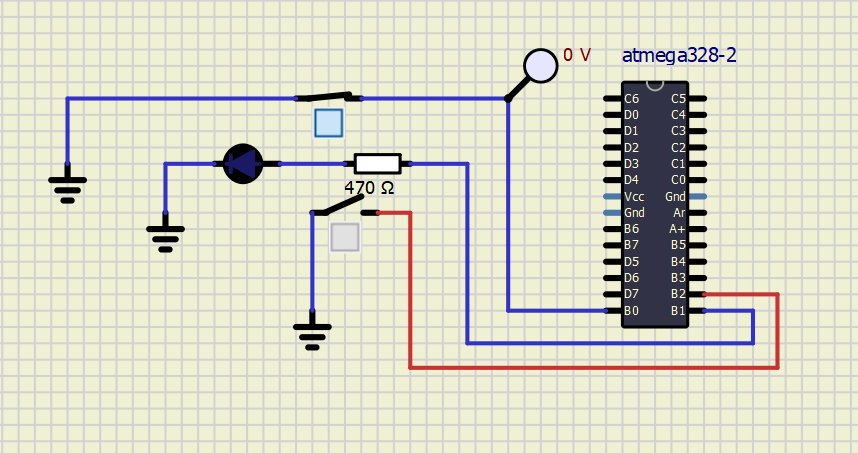 0 V
atmega328-2
470 Ω
C6 C5
D0 C4
D1 C3
D2 C2
D3 C1
D4 C0
Vcc Gnd
Gnd Ar
B6 A+
B7 B5
D5 B4
D6 B3
D7 B2
B0 B1